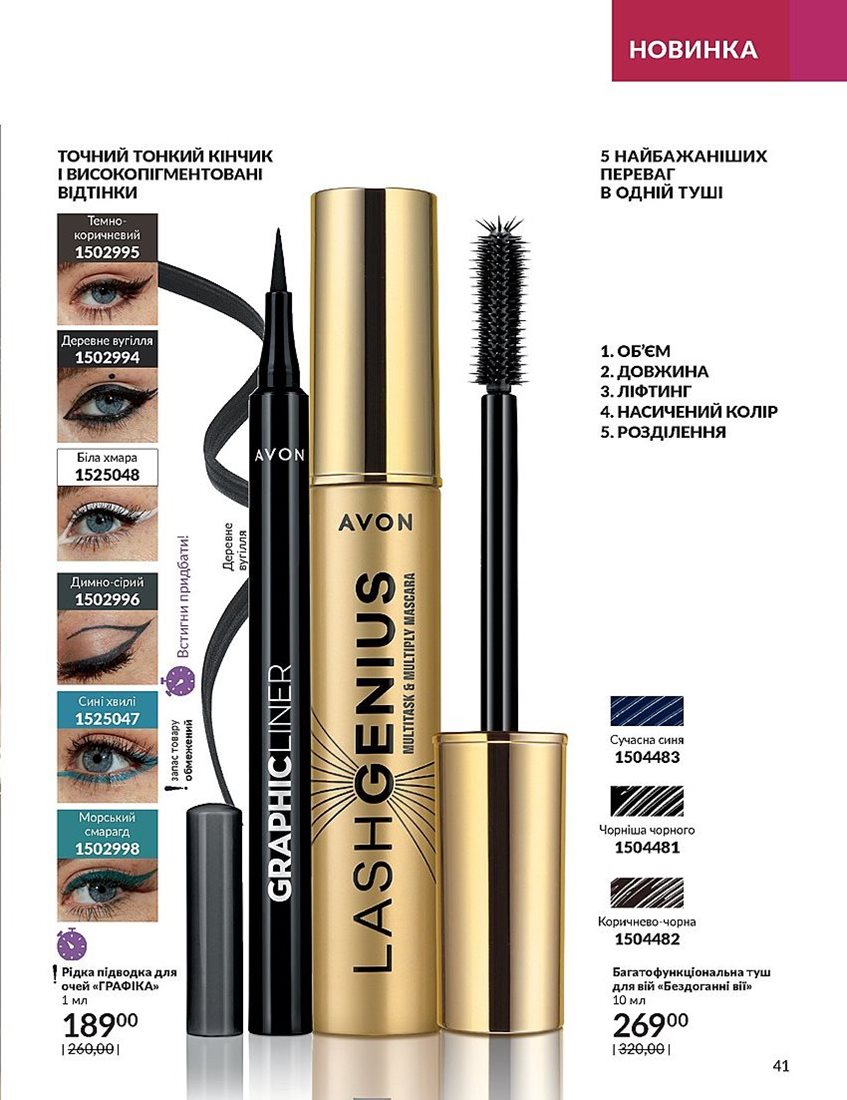 НОВИНКА
ТОЧНИЙ ТОНКИЙ КІНЧИК
І ВИСОКОПІГМЕНТОВАНІ
ВІДТІНКИ
Темно-
коричневий
1502995
Деревне вугілля
1502994
Біла хмара
1525048
Димно-сірий
1502996
Сині хвилі
1525047
Морський
смарагд
1502998
Встигни придбати!
! запас товару
обмежений
Деревне
вугілля
! Рідка підводка для
очей «ГРАФІКА»
1 мл
18900
|260,00|
AVON
GRAPHICLINER
AVON
LASHGENIUS
MULTITASK & MULTIPLY MASCARA
5 НАЙБАЖАНІШИХ
ПЕРЕВАГ
В ОДНІЙ ТУШІ
1. ОБ’ЄМ
2. ДОВЖИНА
3. ЛІФТИНГ
4. НАСИЧЕНИЙ КОЛІР
5. РОЗДІЛЕННЯ
Сучасна синя
1504483
Чорніша чорного
1504481
Коричнево-чорна
1504482
Багатофункціональна туш
для вій «Бездоганні вії»
10 мл
26900
|320,00|
41